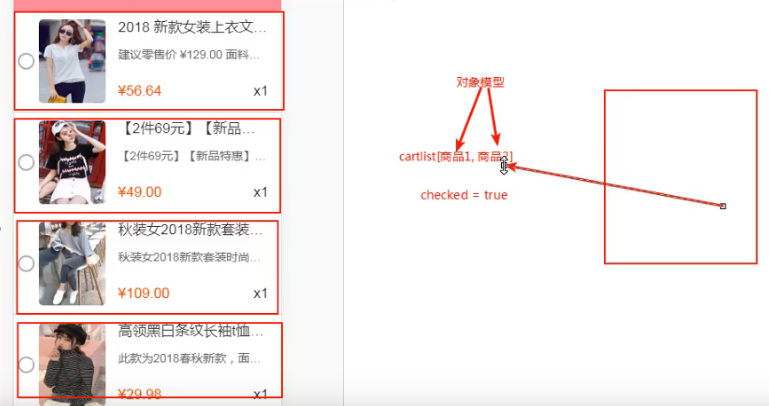 2018 新款女装上衣文...
建议零售价 ¥129.00 面料...
¥56.64 x1
【2件69元】【新品...
【2件69元】【新品特惠】...
¥49.00 x1
秋装女2018新款套装...
秋装女2018新款套装时尚...
¥109.00 x1
高领黑白条纹长袖t恤...
此款为2018春秋新款，面...
¥29.98 x1
对象模型
cartlist[商品1, 商品2]
checked = true